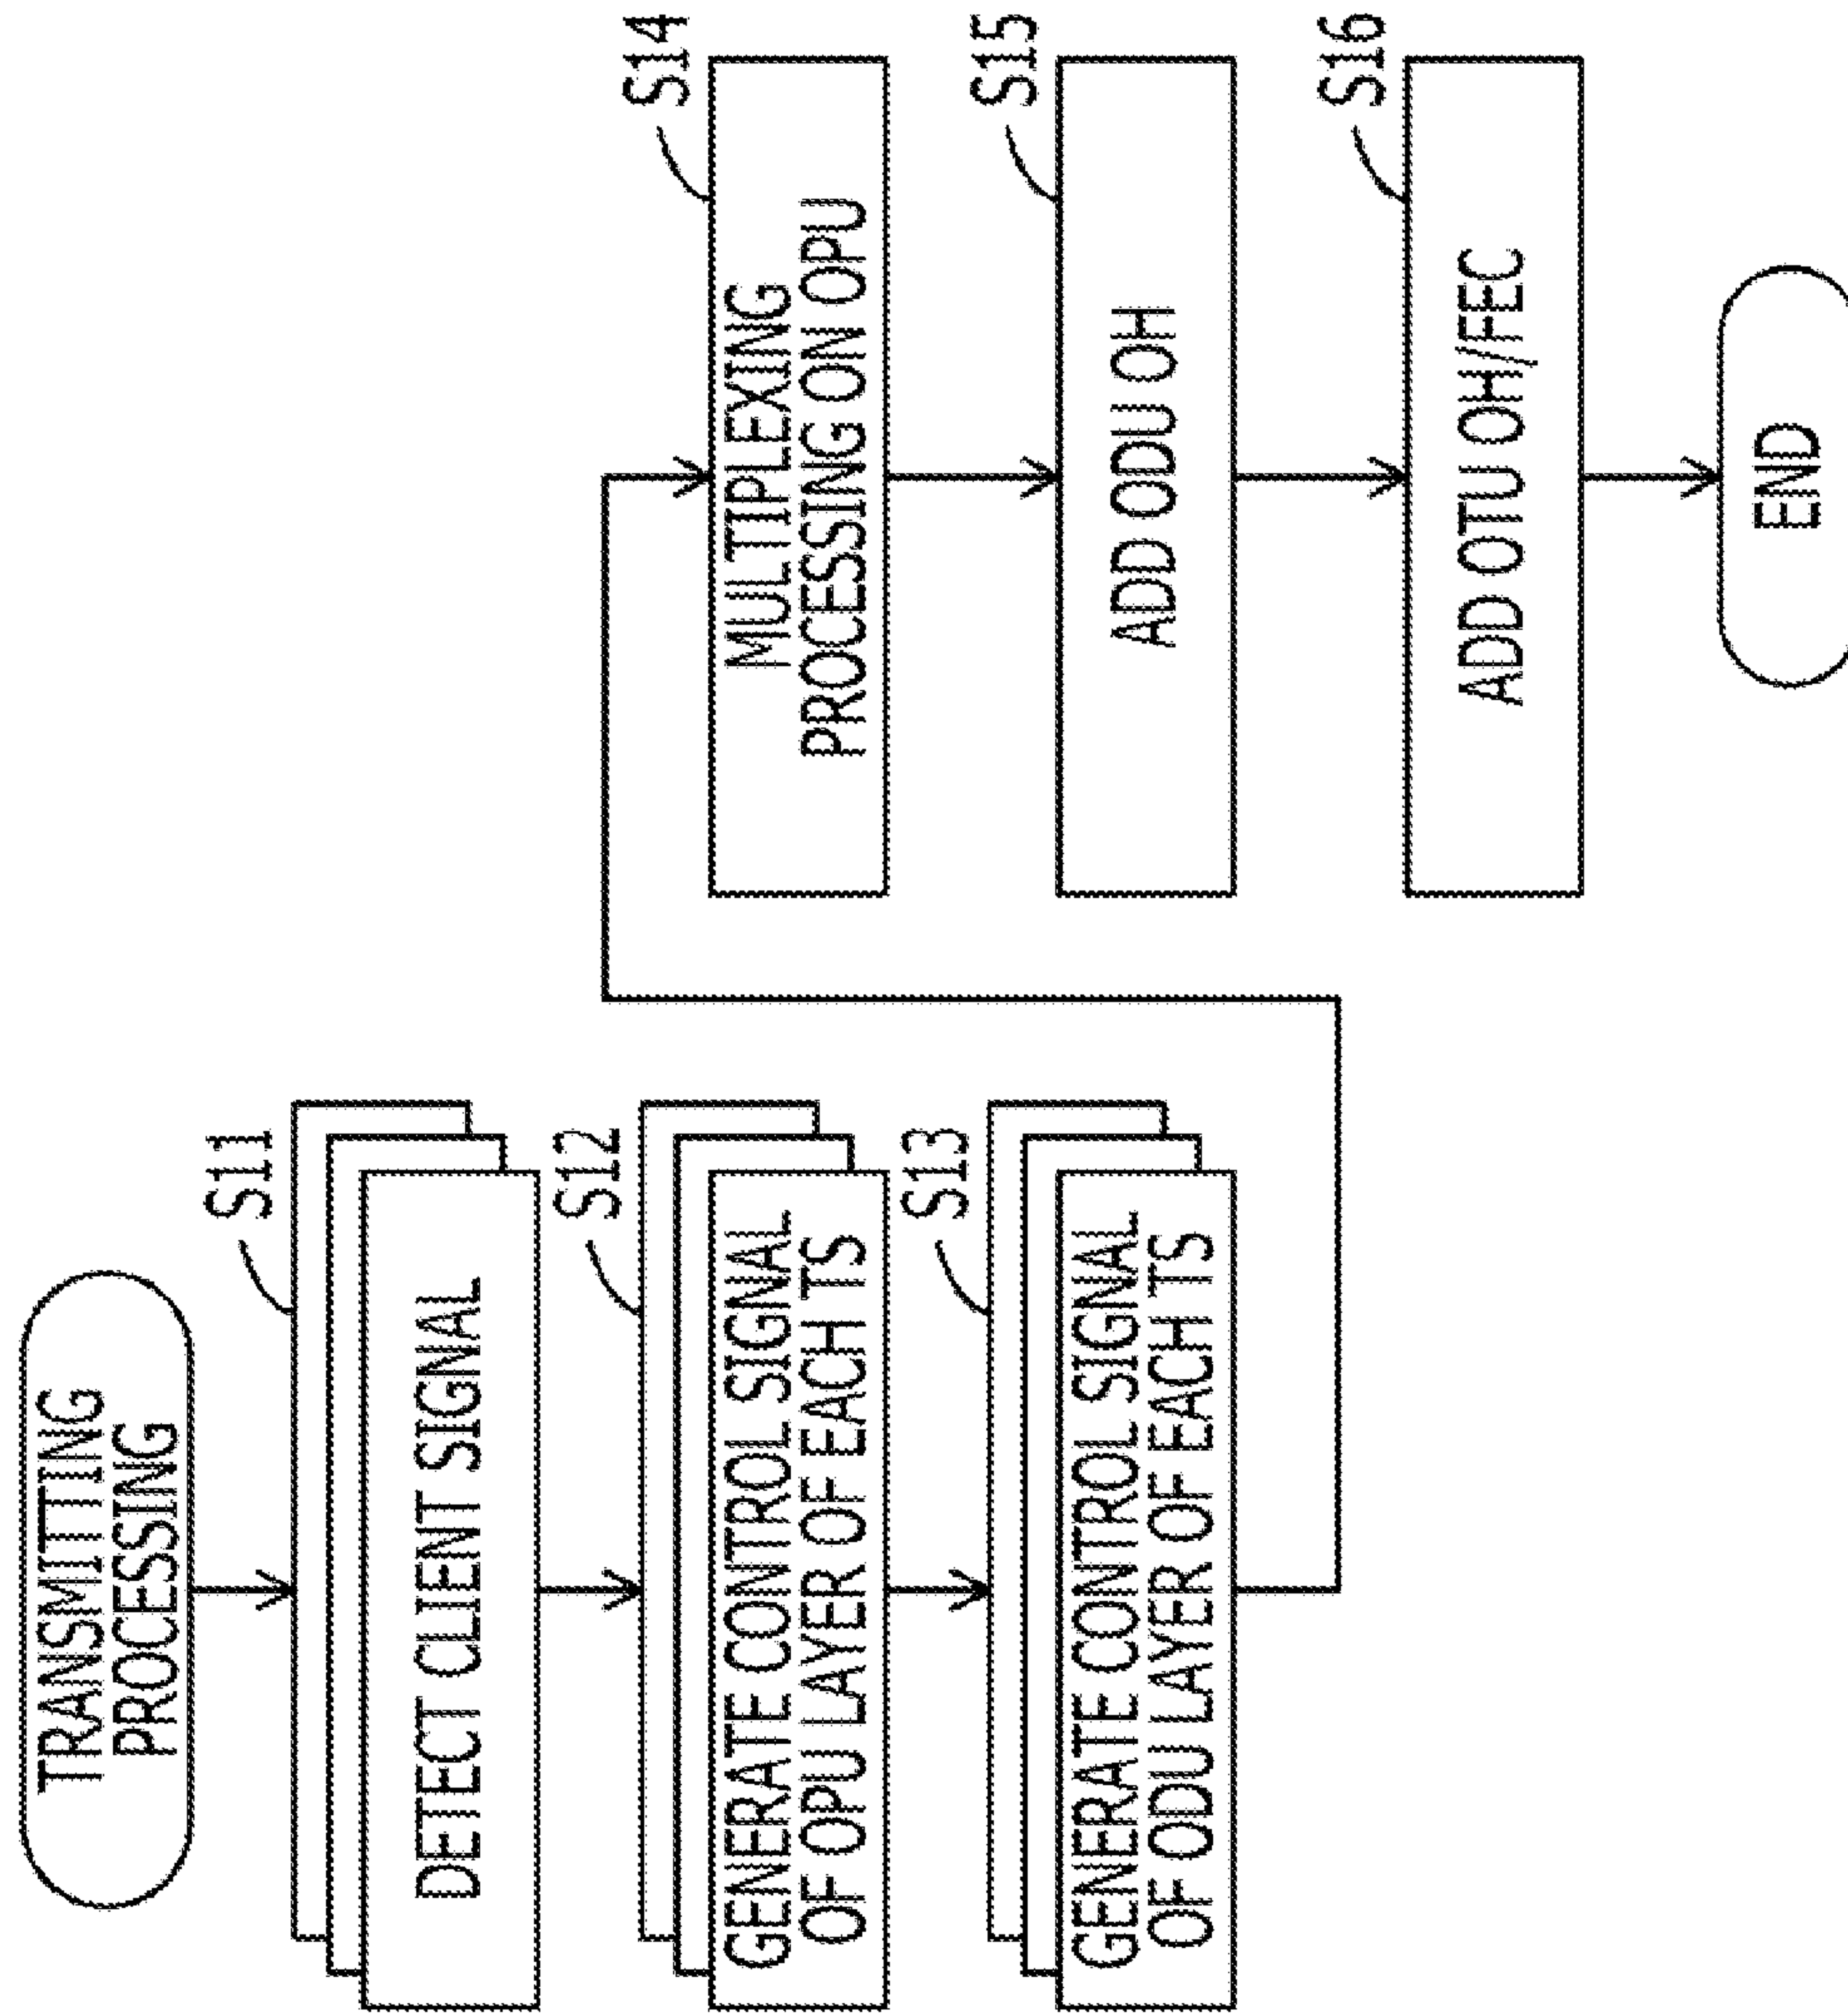 TRANSMITTING
PROCESSING
S11
DETECT CLIENT SIGNAL
S12
GENERATE CONTROL SIGNAL
OF OPU LAYER OF EACH TS
S13
GENERATE CONTROL SIGNAL
OF ODU LAYER OF EACH TS
S14
MULTIPLEXING
PROCESSING ON OPU
S15
ADD ODU OH
S16
ADD OTU OH/FEC
END